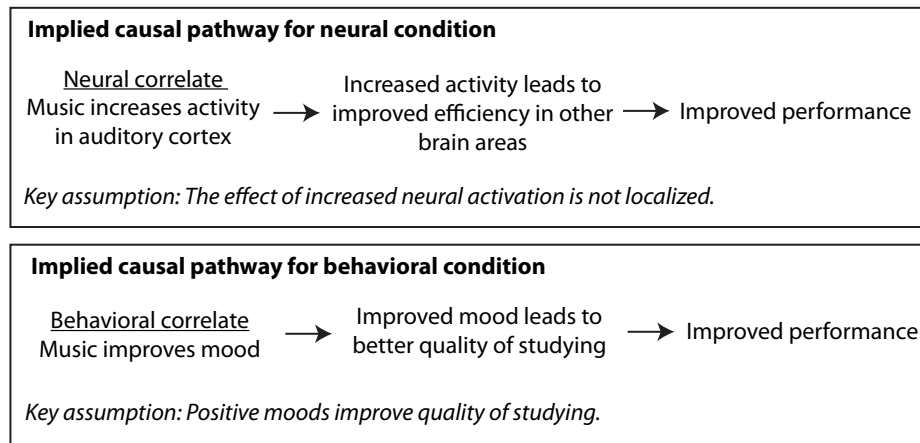 Implied causal pathway for neural condition
Neural correlate
Music increases activity
in auditory cortex
Increased activity leads to
improved efficiency in other
brain areas
Improved performance
Key assumption: The effect of increased neural activation is not localized.
Implied causal pathway for behavioral condition
Behavioral correlate
Music improves mood
Improved mood leads to
better quality of studying
Improved performance
Key assumption: Positive moods improve quality of studying.